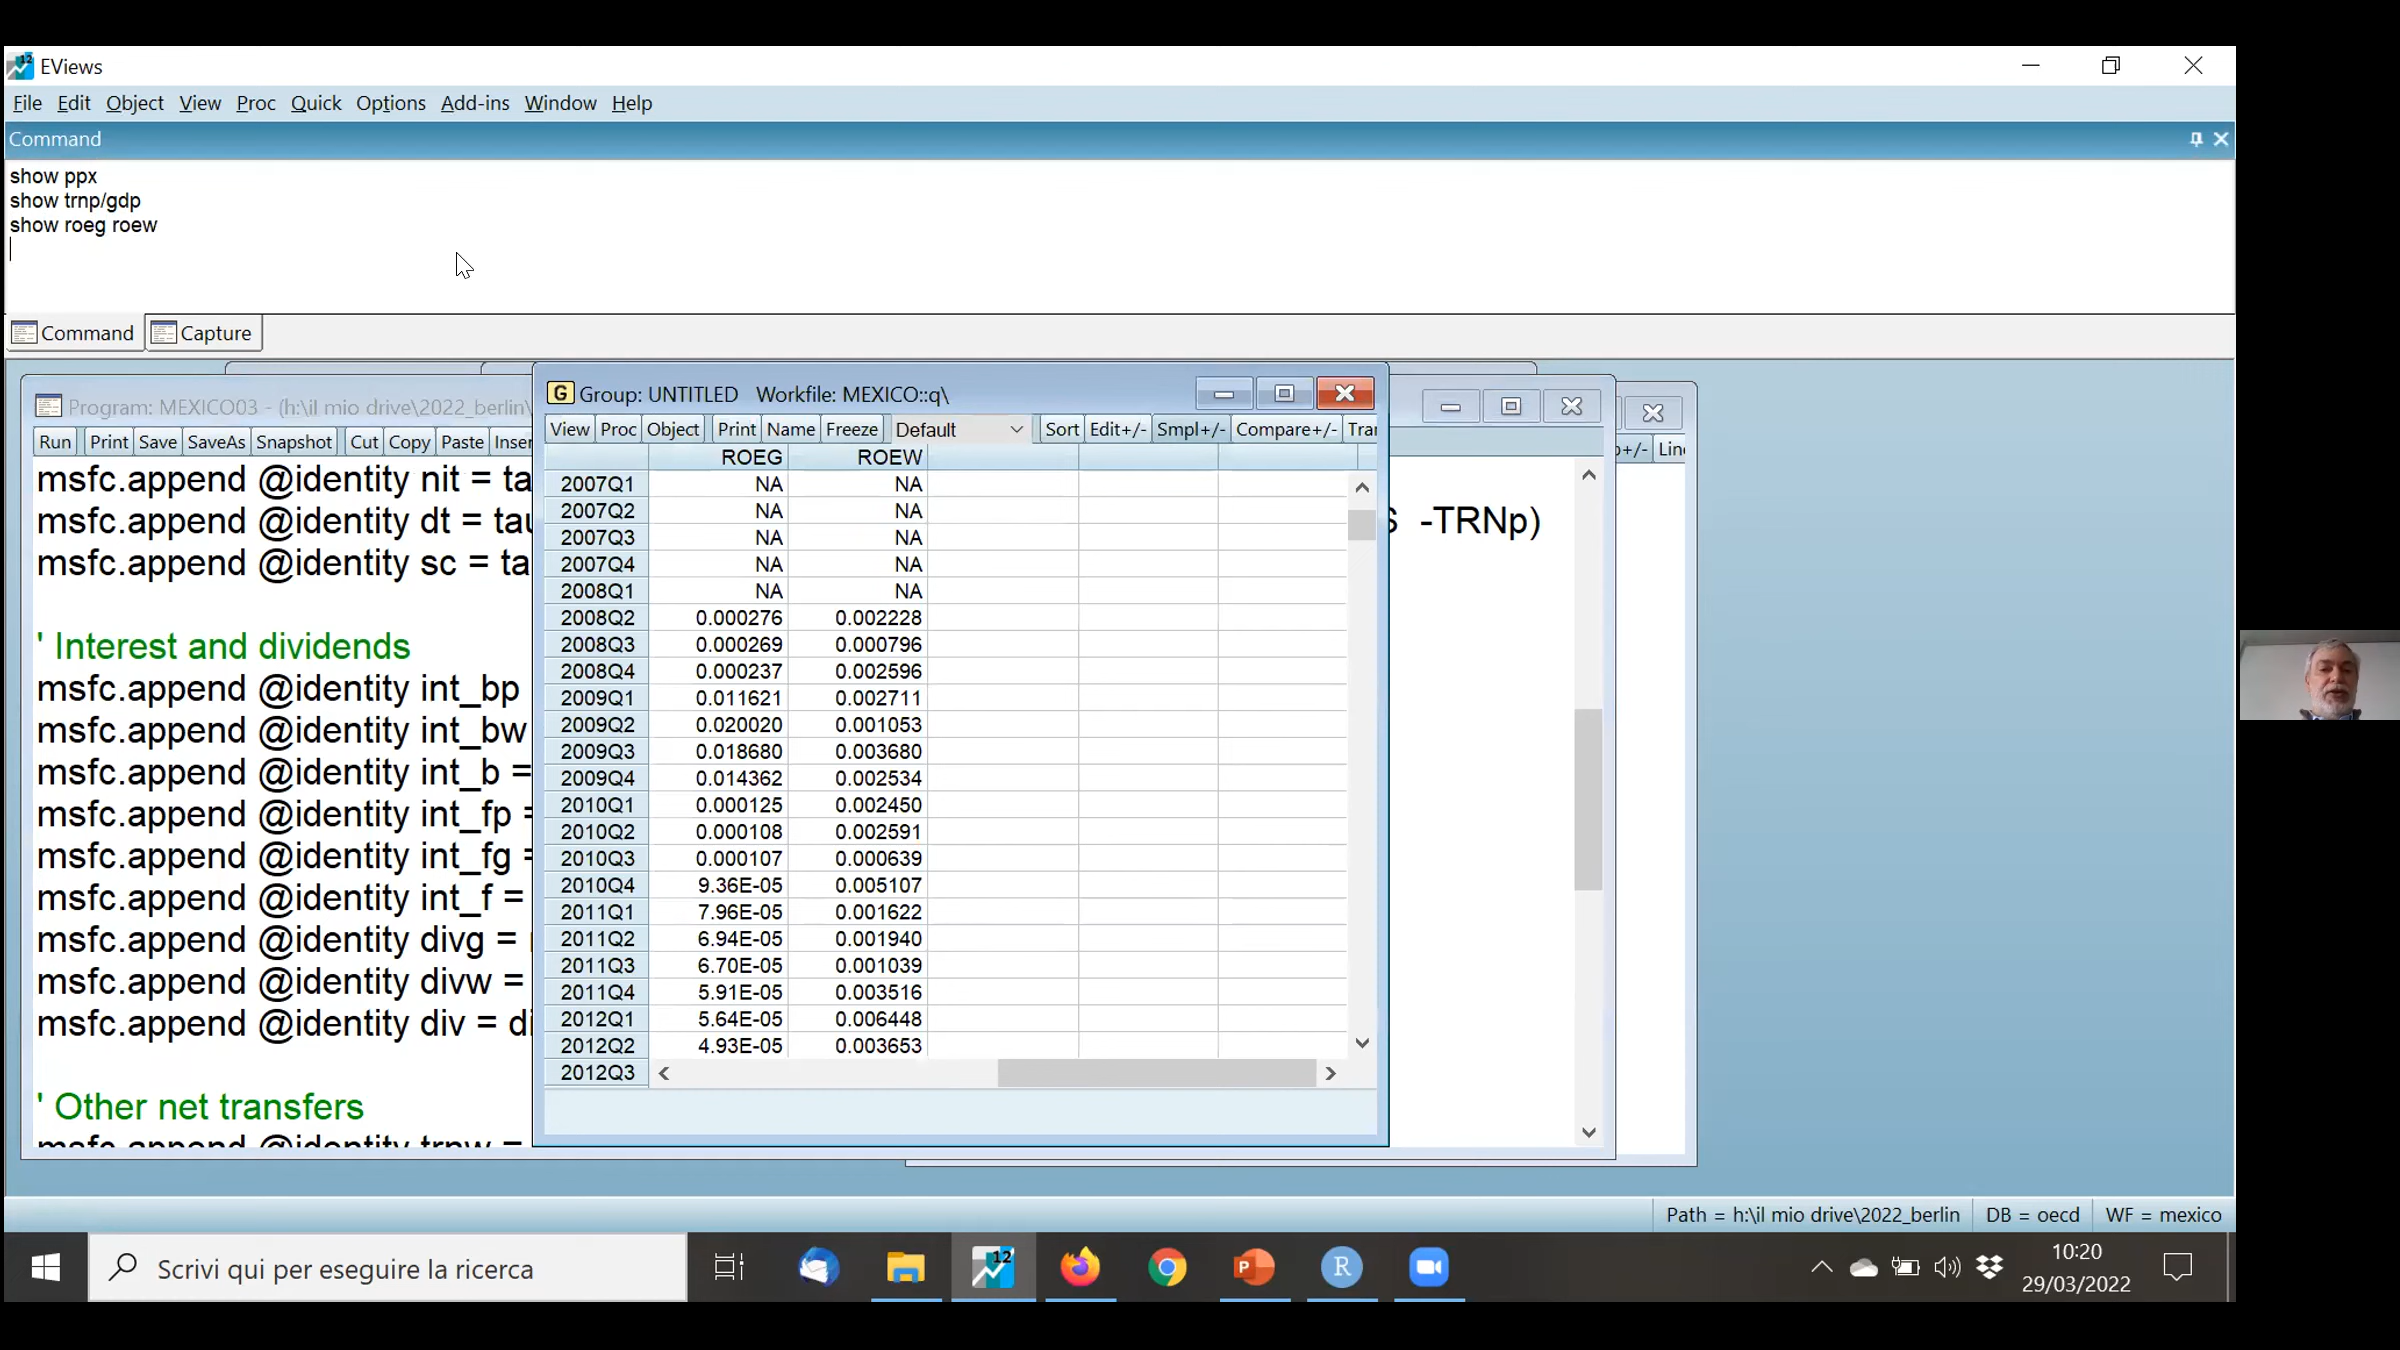 EViews
File Edit Object View Proc Quick Options Add-ins Window Help
Command
show ppx
show trnp/gdp
show roeg roew
Command Capture
Program: MEXICO03 - (h:\il mio drive\2022_berlin\
Run Print Save SaveAs Snapshot Cut Copy Paste Inser
msfc.append @identity nit = ta
msfc.append @identity dt = tau
msfc.append @identity sc = ta
' Interest and dividends
msfc.append @identity int_bp
msfc.append @identity int_bw
msfc.append @identity int_b =
msfc.append @identity int_fp =
msfc.append @identity int_fg =
msfc.append @identity int_f =
msfc.append @identity divg =
msfc.append @identity divw =
msfc.append @identity div = di
' Other net transfers
msfc.append @identity trnw =
Group: UNTITLED Workfile: MEXICO::q\
View Proc Object Print Name Freeze Default Sort Edit+/- Smpl+/- Compare+/- Tran
ROEG ROEW
2007Q1 NA NA
2007Q2 NA NA
2007Q3 NA NA
2007Q4 NA NA
2008Q1 NA NA
2008Q2 0.000276 0.002228
2008Q3 0.000269 0.000796
2008Q4 0.000237 0.002596
2009Q1 0.011621 0.002711
2009Q2 0.020020 0.001053
2009Q3 0.018680 0.003680
2009Q4 0.014362 0.002534
2010Q1 0.000125 0.002450
2010Q2 0.000108 0.002591
2010Q3 0.000107 0.000639
2010Q4 9.36E-05 0.005107
2011Q1 7.96E-05 0.001622
2011Q2 6.94E-05 0.001940
2011Q3 6.70E-05 0.001039
2011Q4 5.91E-05 0.003516
2012Q1 5.64E-05 0.006448
2012Q2 4.93E-05 0.003653
2012Q3
-TRNp)
+/- Line
Path = h:\il mio drive\2022_berlin DB = oecd WF = mexico
Scrivi qui per eseguire la ricerca
12
P
R
10:20
29/03/2022